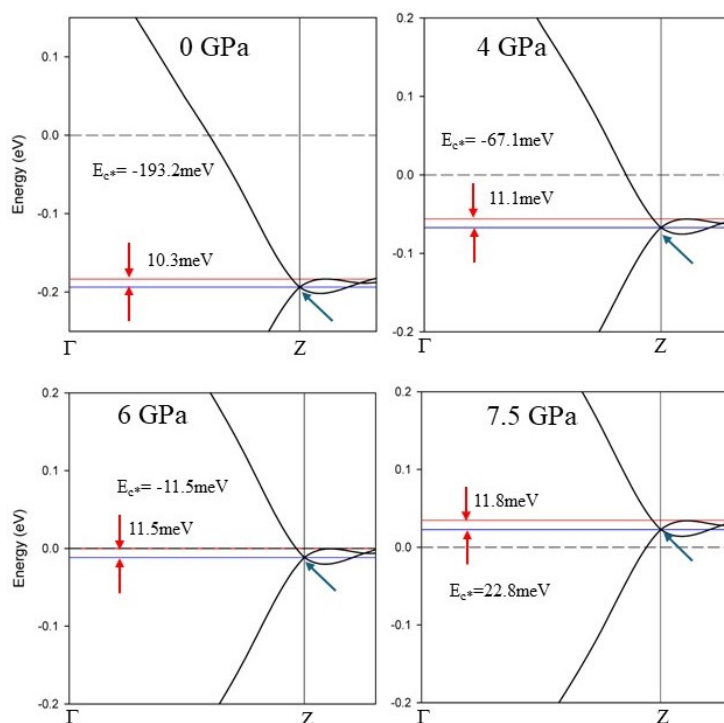 0 GPa
0.1
0.0
-0.1
-0.2
Energy (eV)
E_c*= -193.2meV
10.3meV
Γ
Z
4 GPa
0.2
0.1
0.0
-0.1
-0.2
E_c*= -67.1meV
11.1meV
Γ
Z
6 GPa
0.2
0.1
0.0
-0.1
-0.2
Energy (eV)
E_c*= -11.5meV
11.5meV
Γ
Z
7.5 GPa
0.2
0.1
0.0
-0.1
-0.2
11.8meV
E_c*=22.8meV
Γ
Z